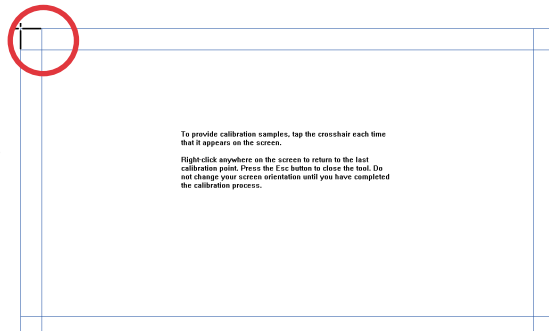 To provide calibration samples, tap the crosshair each time
that it appears on the screen.
Right-click anywhere on the screen to return to the last
calibration point. Press the Esc button to close the tool. Do
not change your screen orientation until you have completed
the calibration process.